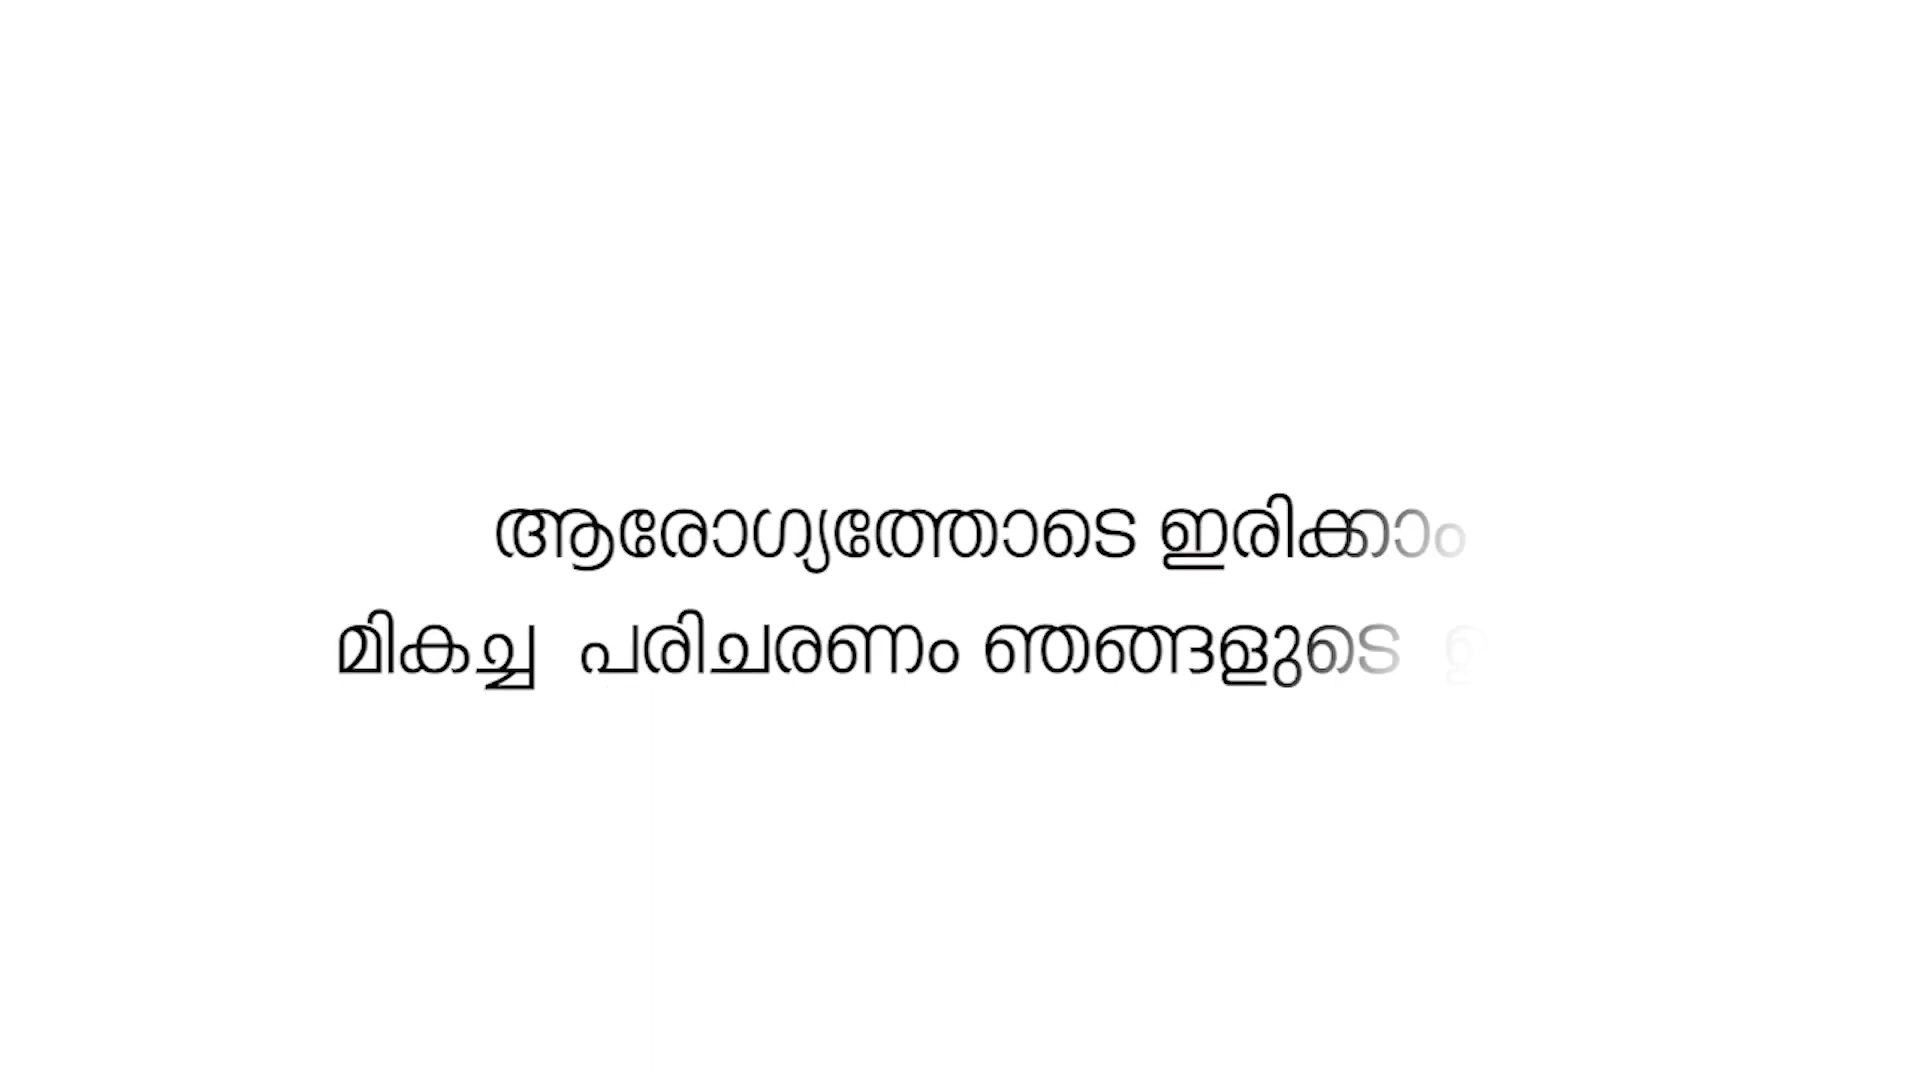 ആരോഗ്യത്തോടെ ഇരിക്കാം
മികച്ച പരിചരണം ഞങ്ങളുടെ